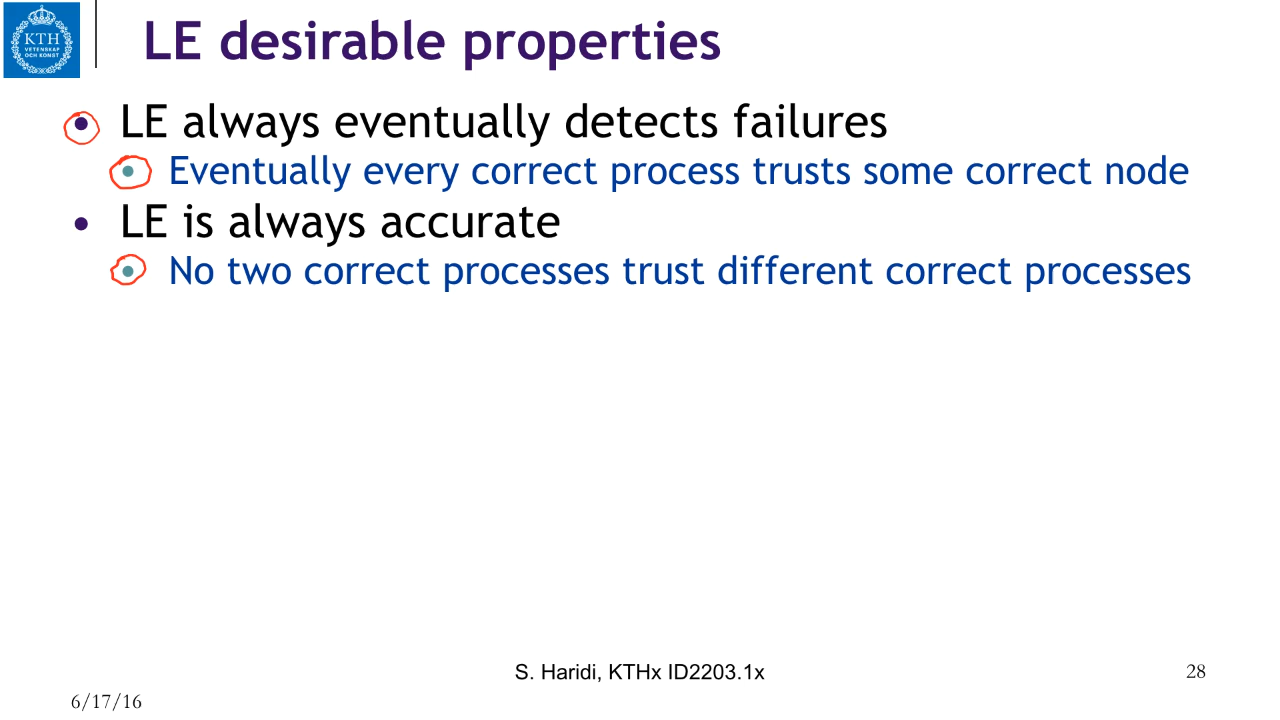 KTH
VETENSKAP
OCH KONST
LE desirable properties
• LE always eventually detects failures
• Eventually every correct process trusts some correct node
• LE is always accurate
• No two correct processes trust different correct processes
S. Haridi, KTHx ID2203.1x
28
6/17/16